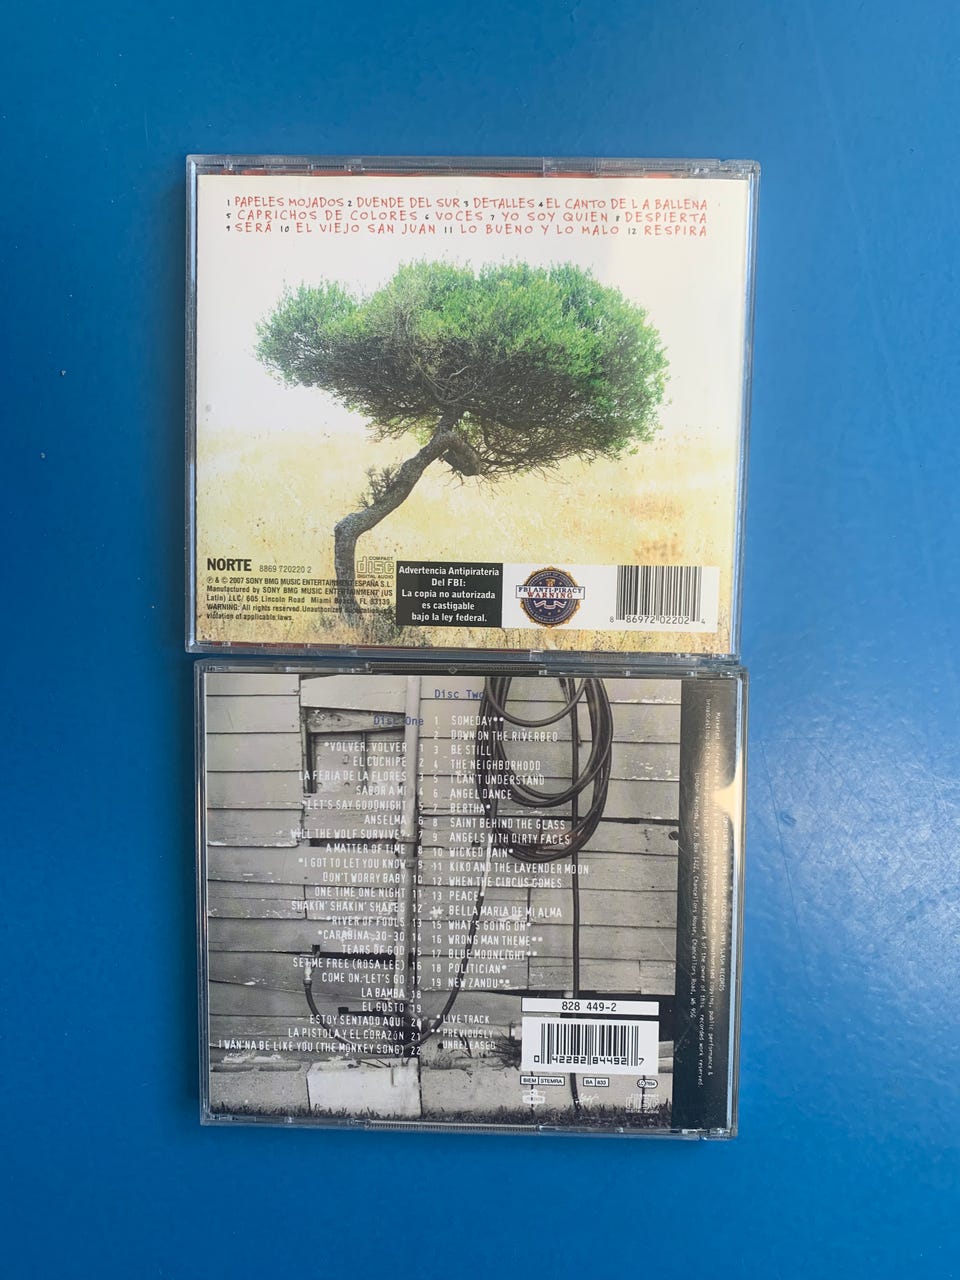 1 PAPELES MOJADOS 2 DUENDE DEL SUR 3 DETALLES 4 EL CANTO DE LA BALLENA
5 CAPRICHOS DE COLORES 6 VOCES 7 YO SOY QUIEN 8 DESPIERTA
9 SERÁ 10 EL VIEJO SAN JUAN 11 LO BUENO Y LO MALO 12 RESPIRA
NORTE 8869 720220 2
℗ & © 2007 SONY BMG MUSIC ENTERTAINMENT ESPAÑA S.L.
Manufactured by SONY BMG MUSIC ENTERTAINMENT (US
Latin) LLC/ 605 Lincoln Road Miami Beach, FL 33139
WARNING: All rights reserved. Unauthorized
violation of applicable laws.
COMPACT
disc
DIGITAL AUDIO
Advertencia Antipirateria
Del FBI:
La copia no autorizada
es castigable
bajo la ley federal.
FBI ANTI-PIRACY
WARNING
8 86972 02202 4
Disc One
*VOLVER, VOLVER 1
EL CUCHIPE 2
LA FERIA DE LA FLORES 3
SABOR A MI 4
*LET'S SAY GOODNIGHT 5
ANSELMA 6
WILL THE WOLF SURVIVE? 7
A MATTER OF TIME 8
*I GOT TO LET YOU KNOW 9
DON'T WORRY BABY 10
ONE TIME ONE NIGHT 11
SHAKIN' SHAKIN' SHAKES 12
*RIVER OF FOOLS 13
*CARABINA .30-30 14
TEARS OF GOD 15
SET ME FREE (ROSA LEE) 16
COME ON, LET'S GO 17
LA BAMBA 18
EL GUSTO 19
ESTOY SENTADO AQUÍ 20
LA PISTOLA Y EL CORAZÓN 21
I WAN'NA BE LIKE YOU (THE MONKEY SONG) 22
Disc Two
1 SOMEDAY**
2 DOWN ON THE RIVERBED
3 BE STILL
4 THE NEIGHBORHOOD
5 I CAN'T UNDERSTAND
6 ANGEL DANCE
7 BERTHA*
8 SAINT BEHIND THE GLASS
9 ANGELS WITH DIRTY FACES
10 WICKED RAIN*
11 KIKO AND THE LAVENDER MOON
12 WHEN THE CIRCUS COMES
13 PEACE*
14 BELLA MARIA DE MI ALMA
15 WHAT'S GOING ON*
16 WRONG MAN THEME**
17 BLUE MOONLIGHT**
18 POLITICIAN*
19 NEW ZANDU**
*LIVE TRACK
**PREVIOUSLY
UNRELEASED
828 449-2
0 42282 84492 7
BIEM STEMRA
BA 833
disc
DIGITAL AUDIO